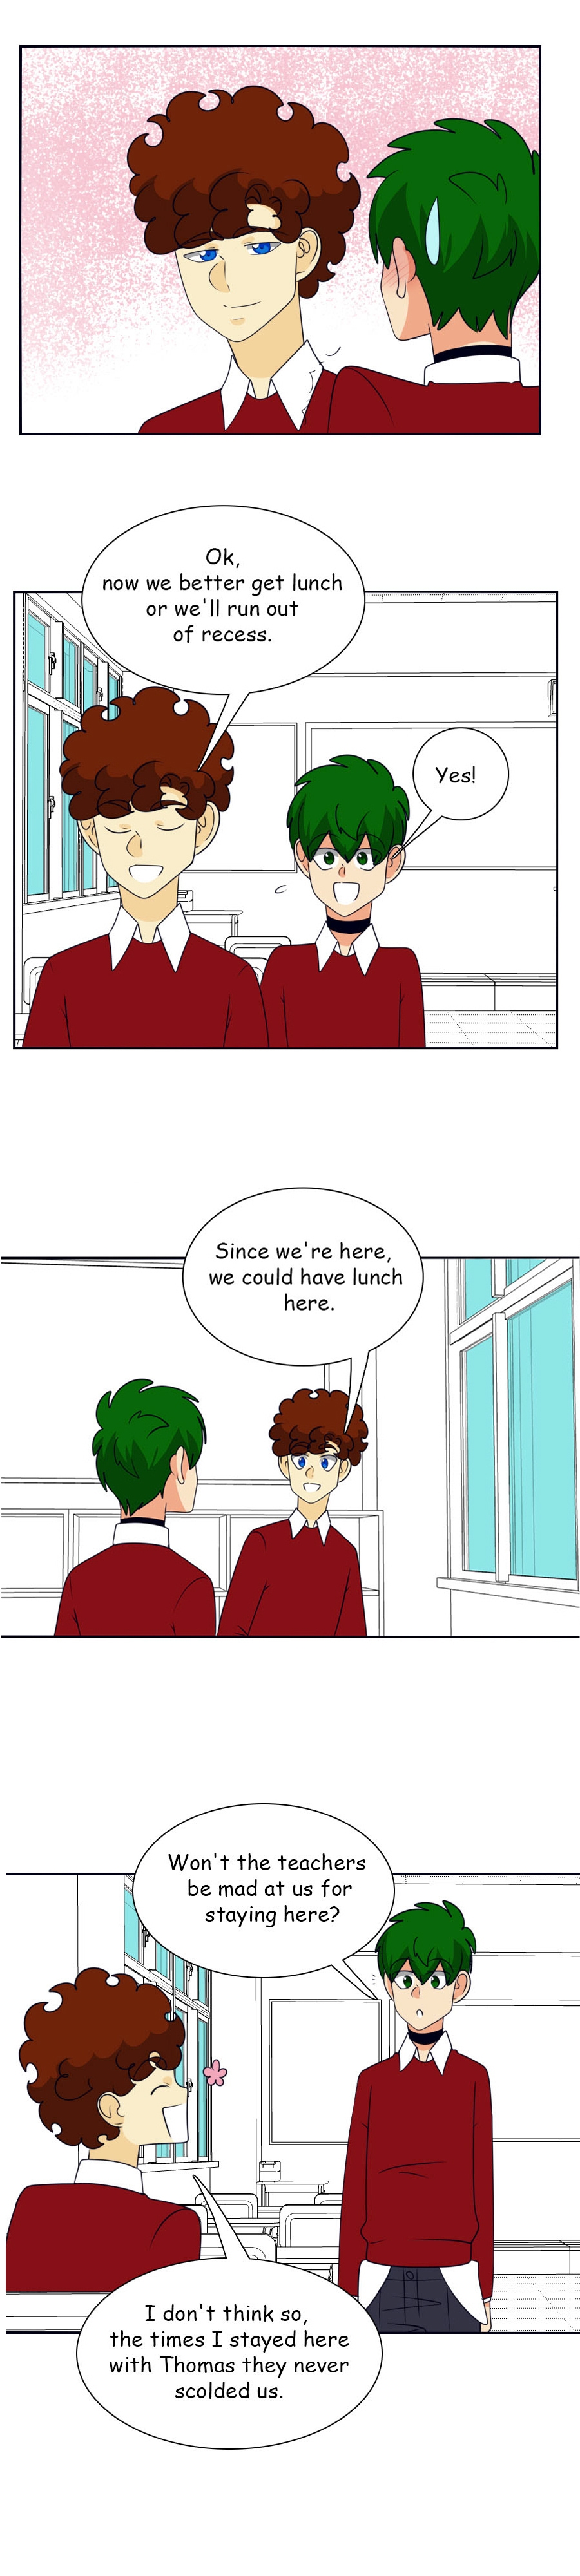 Ok,
now we better get lunch
or we'll run out
of recess.
Yes!
Since we're here,
we could have lunch
here.
Won't the teachers
be mad at us for
staying here?
I don't think so,
the times I stayed here
with Thomas they never
scolded us.